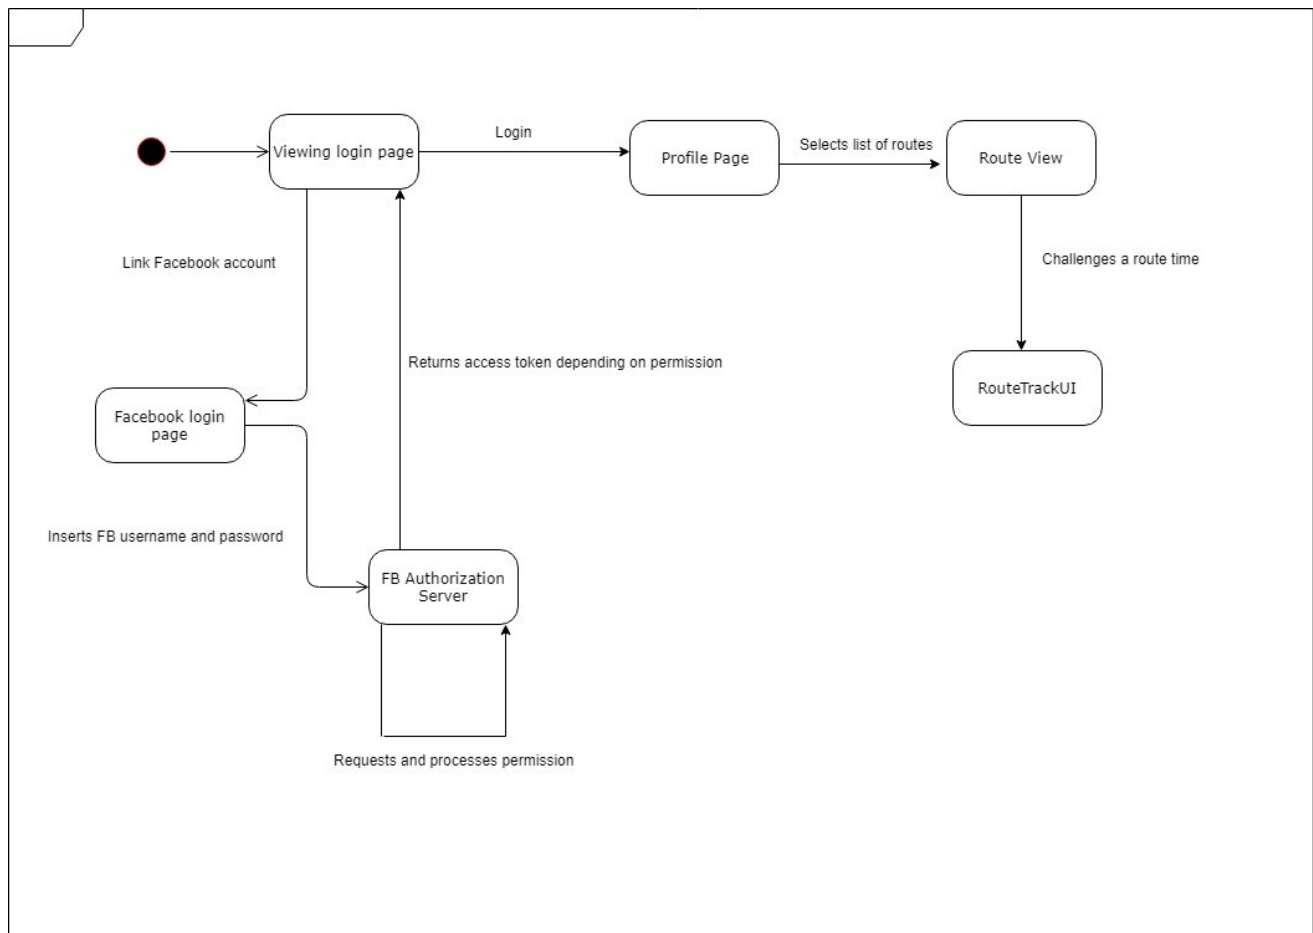 Login
Viewing login page
Selects list of routes
Profile Page
Route View
Link Facebook account
Challenges a route time
Returns access token depending on permission
RouteTrackUI
Facebook login
page
Inserts FB username and password
FB Authorization
Server
Requests and processes permission